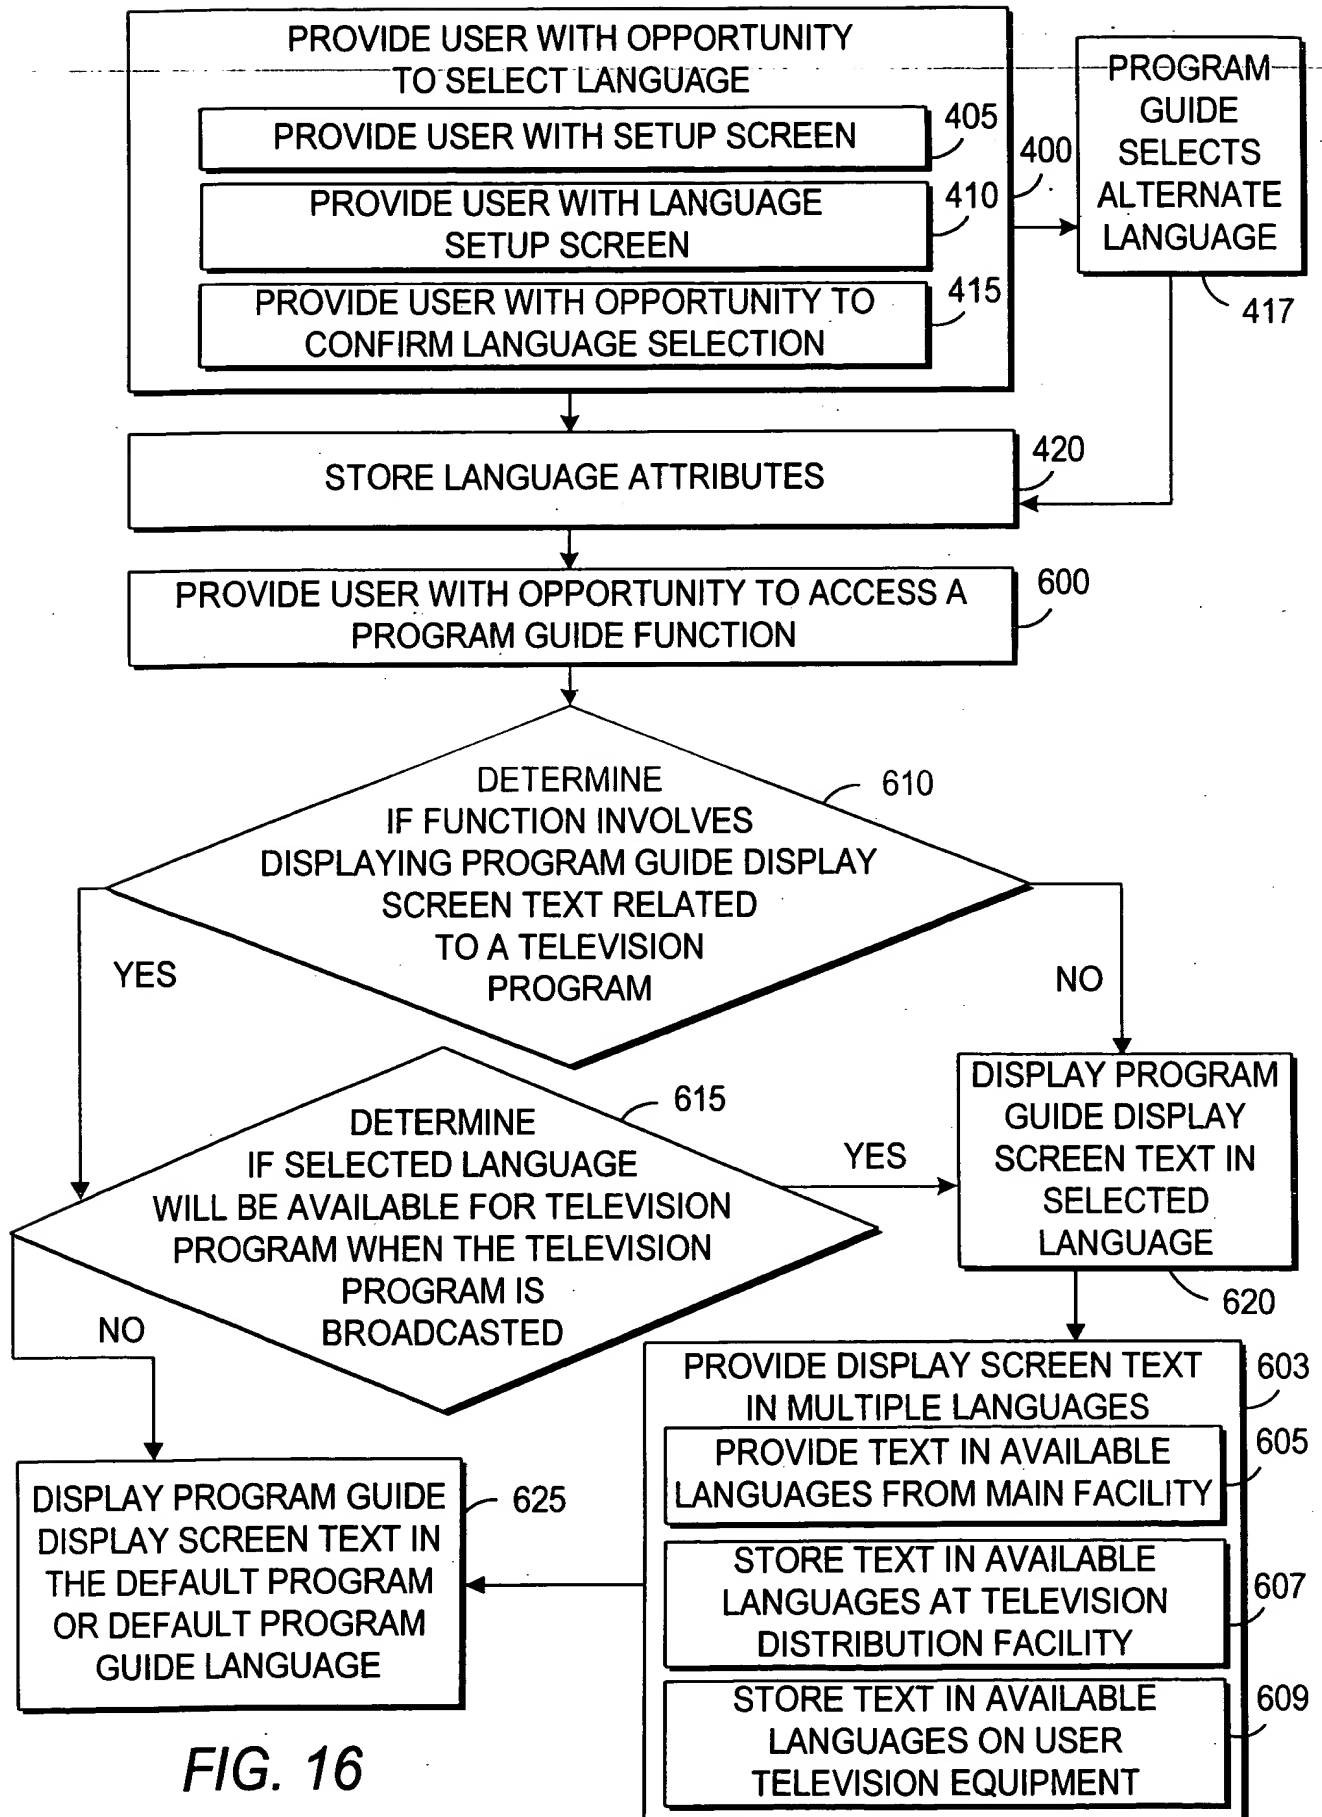 PROVIDE USER WITH OPPORTUNITY
TO SELECT LANGUAGE
PROVIDE USER WITH SETUP SCREEN
405
PROVIDE USER WITH LANGUAGE
SETUP SCREEN
410
PROVIDE USER WITH OPPORTUNITY TO
CONFIRM LANGUAGE SELECTION
415
400
PROGRAM
GUIDE
SELECTS
ALTERNATE
LANGUAGE
417
STORE LANGUAGE ATTRIBUTES
420
PROVIDE USER WITH OPPORTUNITY TO ACCESS A
PROGRAM GUIDE FUNCTION
600
DETERMINE
IF FUNCTION INVOLVES
DISPLAYING PROGRAM GUIDE DISPLAY
SCREEN TEXT RELATED
TO A TELEVISION
PROGRAM
610
YES
NO
DETERMINE
IF SELECTED LANGUAGE
WILL BE AVAILABLE FOR TELEVISION
PROGRAM WHEN THE TELEVISION
PROGRAM IS
BROADCASTED
615
YES
NO
DISPLAY PROGRAM
GUIDE DISPLAY
SCREEN TEXT IN
SELECTED
LANGUAGE
620
PROVIDE DISPLAY SCREEN TEXT
IN MULTIPLE LANGUAGES
603
PROVIDE TEXT IN AVAILABLE
LANGUAGES FROM MAIN FACILITY
605
STORE TEXT IN AVAILABLE
LANGUAGES AT TELEVISION
DISTRIBUTION FACILITY
607
STORE TEXT IN AVAILABLE
LANGUAGES ON USER
TELEVISION EQUIPMENT
609
DISPLAY PROGRAM GUIDE
DISPLAY SCREEN TEXT IN
THE DEFAULT PROGRAM
OR DEFAULT PROGRAM
GUIDE LANGUAGE
625
FIG. 16